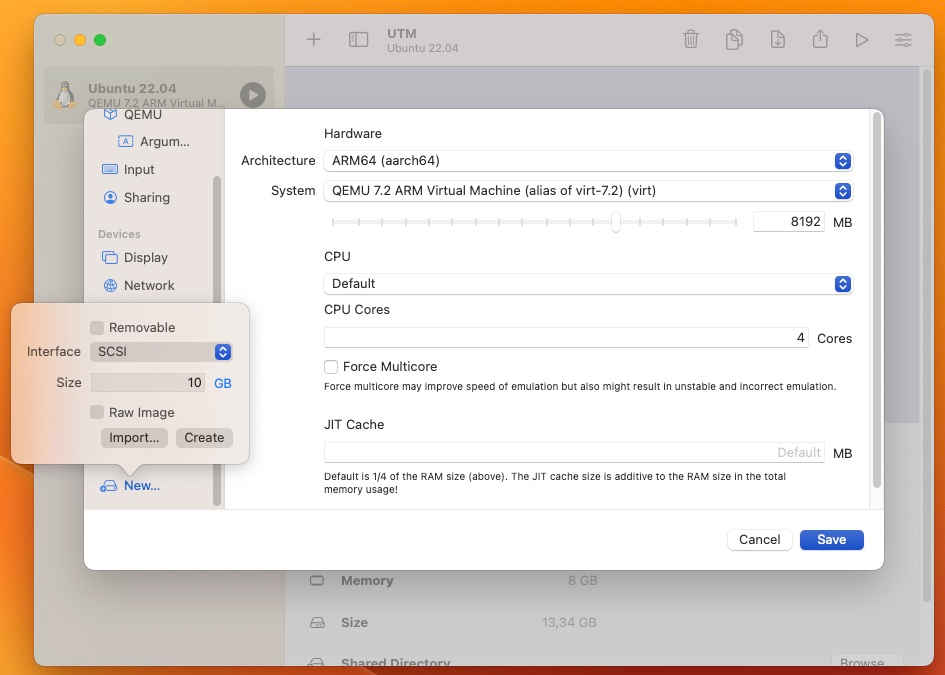 UTM
Ubuntu 22.04
Ubuntu 22.04
QEMU 7.2 ARM Virtual M...
QEMU
Argum...
Input
Sharing
Devices
Display
Network
Removable
Interface SCSI
Size 10 GB
Raw Image
Import... Create
New...
Hardware
Architecture ARM64 (aarch64)
System QEMU 7.2 ARM Virtual Machine (alias of virt-7.2) (virt)
8192 MB
CPU
Default
CPU Cores
4 Cores
Force Multicore
Force multicore may improve speed of emulation but also might result in unstable and incorrect emulation.
JIT Cache
Default MB
Default is 1/4 of the RAM size (above). The JIT cache size is additive to the RAM size in the total
memory usage!
Cancel Save
Memory 8 GB
Size 13,34 GB
Shared Directory Browse...